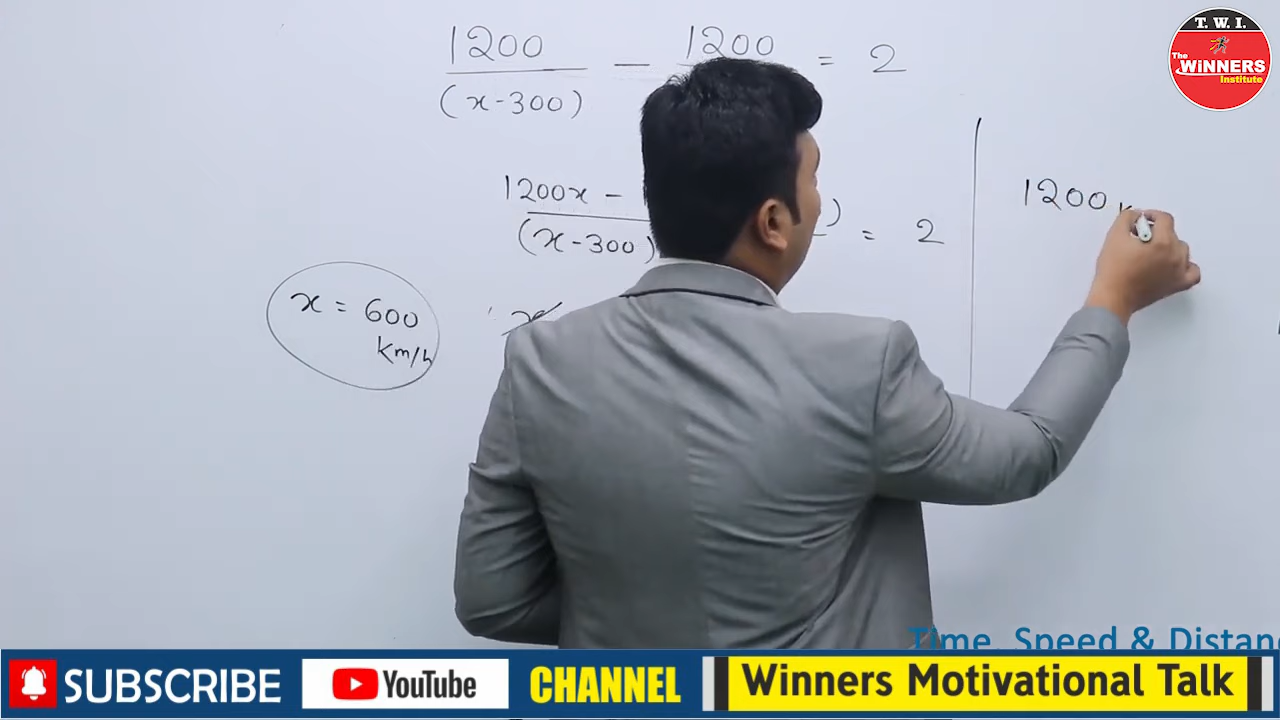 1200 — 1200 = 2
(x-300)
1200x –
(x-300) ) = 2
x = 600
Km/h
1200
T. W. I.
The
WINNERS
Institute
Time, Speed & Distan
SUBSCRIBE YouTube CHANNEL Winners Motivational Talk